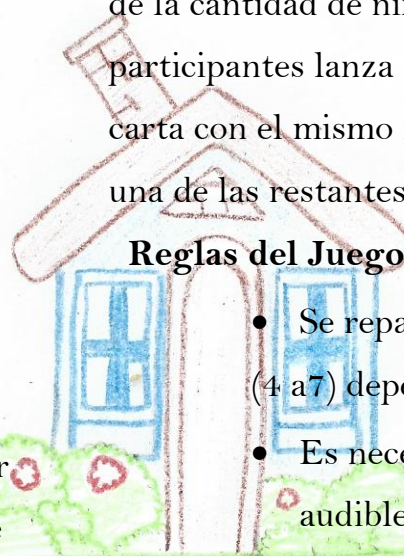 de la cantidad de ni
participantes lanza
carta con el mismo
una de las restantes
Reglas del Juego
• Se repa
(4 a7) depe
• Es nece
audible
r
e